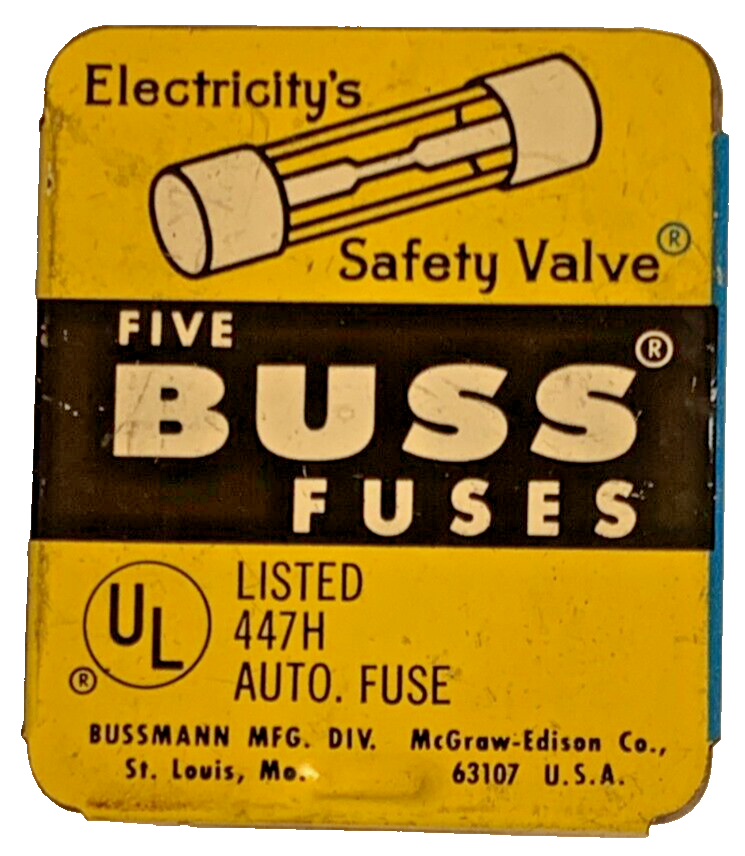 Electricity's
Safety Valve®
FIVE
BUSS®
FUSES
UL®
LISTED
447H
AUTO. FUSE
BUSSMANN MFG. DIV. McGraw-Edison Co.,
St. Louis, Mo. 63107 U.S.A.